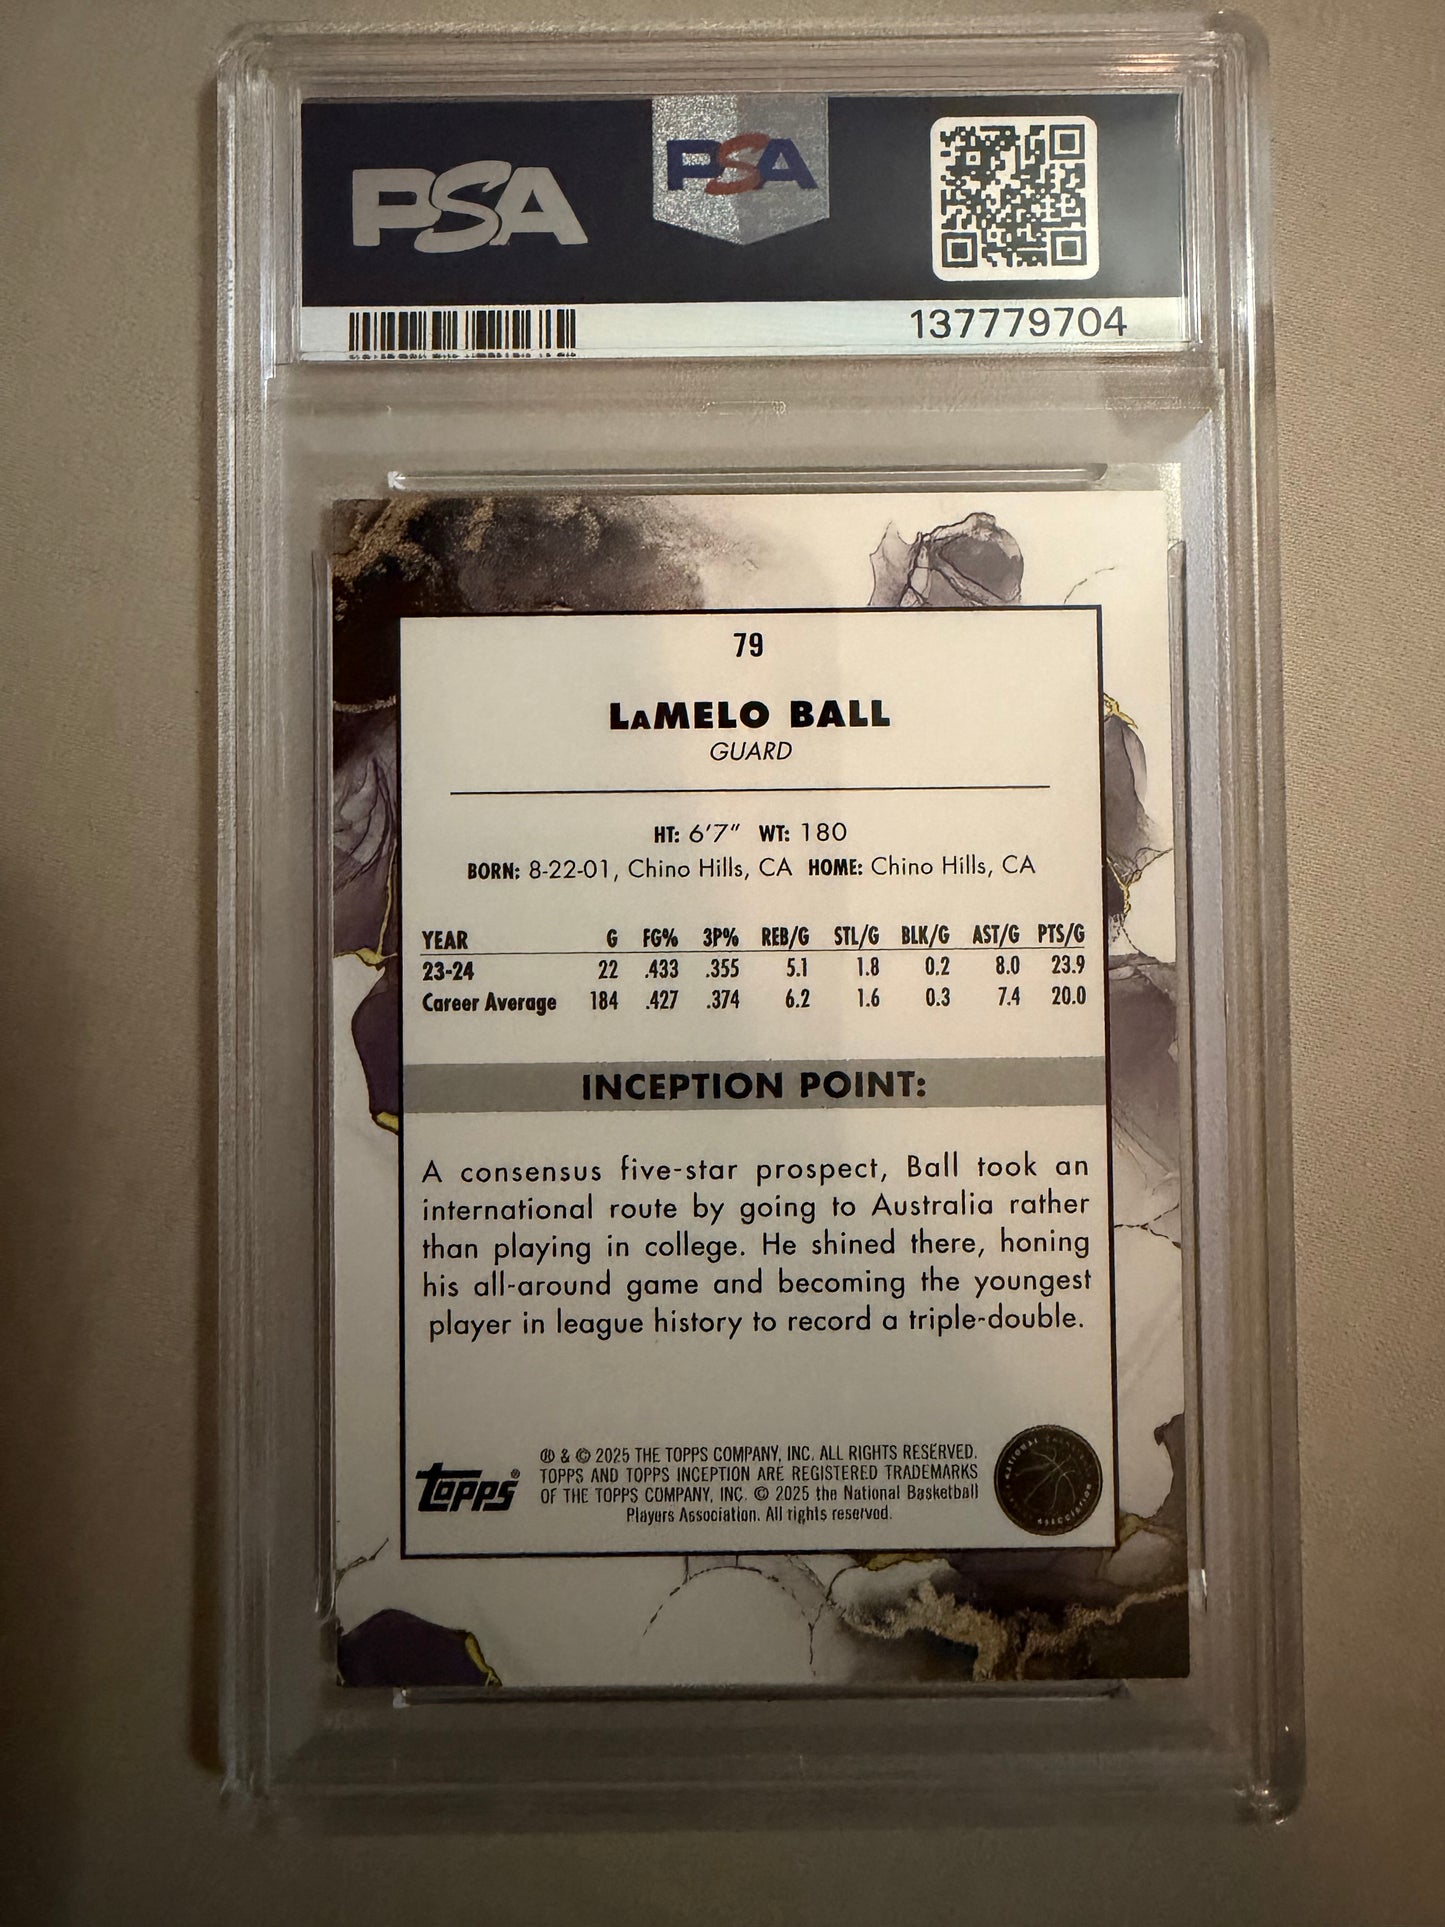 PSA
PSA
137779704
79
LaMELO BALL
GUARD
HT: 6'7" WT: 180
BORN: 8-22-01, Chino Hills, CA HOME: Chino Hills, CA
YEAR G FG% 3P% REB/G STL/G BLK/G AST/G PTS/G
23-24 22 .433 .355 5.1 1.8 0.2 8.0 23.9
Career Average 184 .427 .374 6.2 1.6 0.3 7.4 20.0
INCEPTION POINT:
A consensus five-star prospect, Ball took an
international route by going to Australia rather
than playing in college. He shined there, honing
his all-around game and becoming the youngest
player in league history to record a triple-double.
topps®
® & © 2025 THE TOPPS COMPANY, INC. ALL RIGHTS RESERVED.
TOPPS AND TOPPS INCEPTION ARE REGISTERED TRADEMARKS
OF THE TOPPS COMPANY, INC. © 2025 the National Basketball
Players Association. All rights reserved.